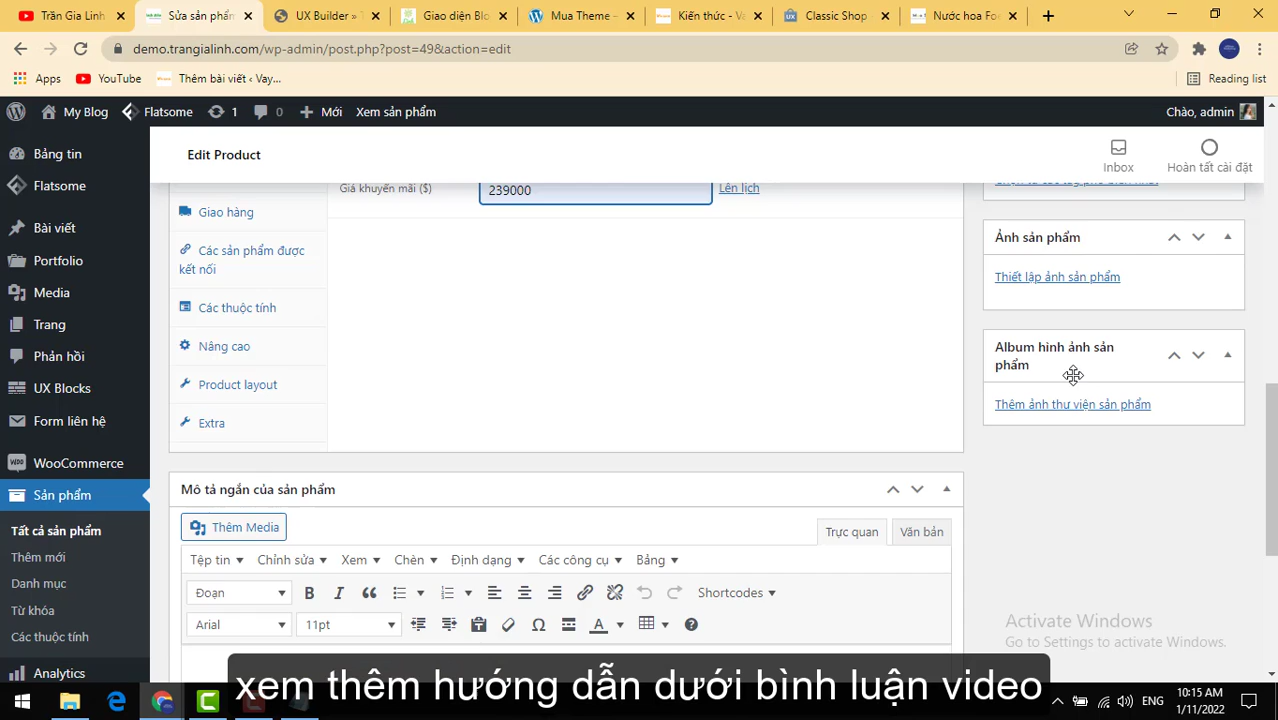 Trần Gia Linh
Sửa sản phẩm
UX Builder »
Giao diện Blo
Mua Theme –
Kiến thức - Va
Classic Shop
Nước hoa For
demo.trangialinh.com/wp-admin/post.php?post=49&action=edit
Apps
YouTube
Thêm bài viết ‹ Vay...
Reading list
My Blog
Flatsome
1
0
Mới
Xem sản phẩm
Chào, admin
Bảng tin
Flatsome
Bài viết
Portfolio
Media
Trang
Phản hồi
UX Blocks
Form liên hệ
WooCommerce
Sản phẩm
Tất cả sản phẩm
Thêm mới
Danh mục
Từ khóa
Các thuộc tính
Analytics
Edit Product
Inbox
Hoàn tất cài đặt
Giá khuyến mãi ($)
239000
Lên lịch
Giao hàng
Các sản phẩm được
kết nối
Các thuộc tính
Nâng cao
Product layout
Extra
Ảnh sản phẩm
Thiết lập ảnh sản phẩm
Album hình ảnh sản
phẩm
Thêm ảnh thư viện sản phẩm
Mô tả ngắn của sản phẩm
Thêm Media
Trực quan
Văn bản
Tệp tin
Chỉnh sửa
Xem
Chèn
Định dạng
Các công cụ
Bảng
Đoạn
B
I
Shortcodes
Arial
11pt
A
Activate Windows
Go to Settings to activate Windows.
xem thêm hướng dẫn dưới bình luận video
ENG
10:15 AM
1/11/2022